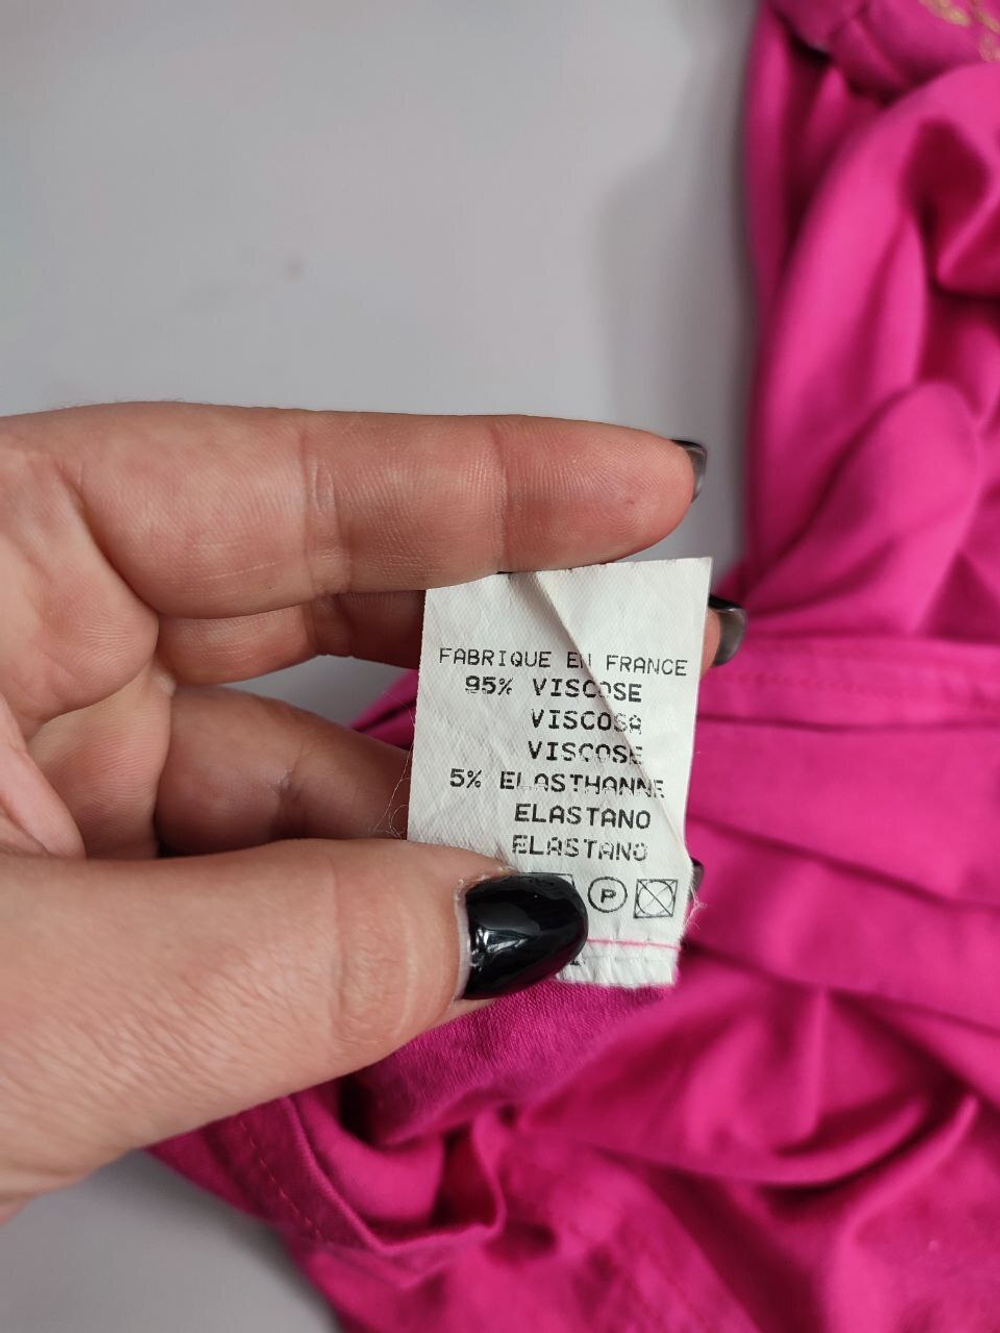 FABRIQUE EN FRANCE
95% VISCOSE
VISCOSA
VISCOSE
5% ELASTHANNE
ELASTANO
ELASTANO
P